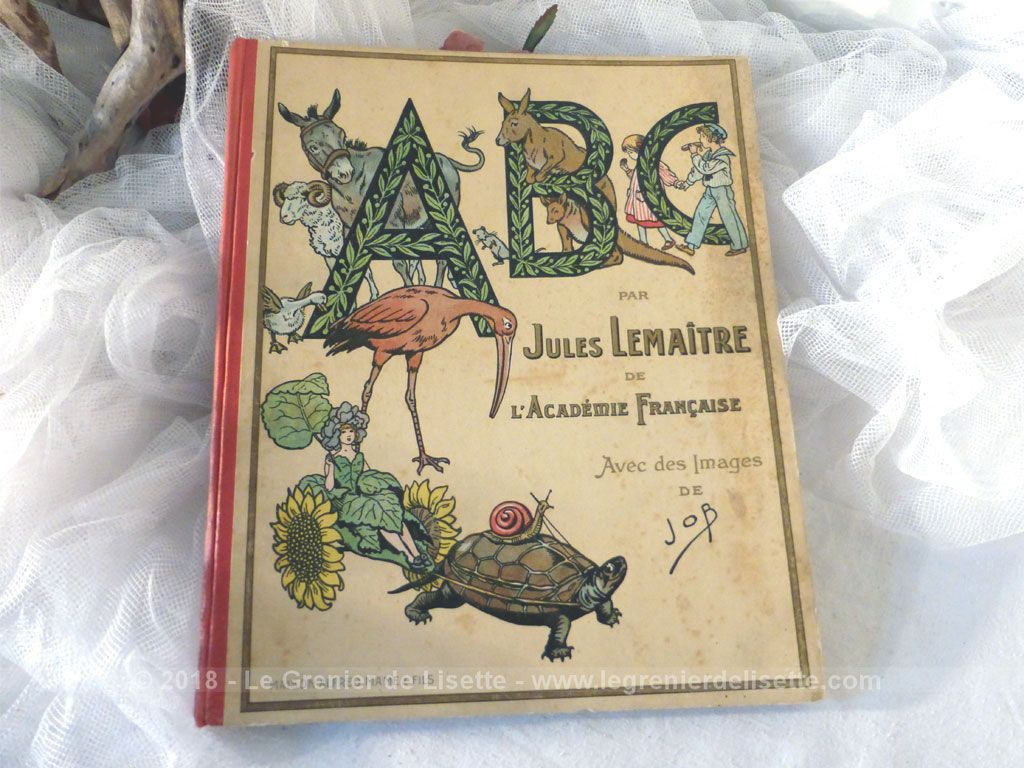 ABC
PAR
JULES LEMAÎTRE
DE
L'ACADÉMIE FRANÇAISE
Avec des Images
DE
JOB
© 2018 - Le Grenier de Lisette - www.legrenierdelisette.com